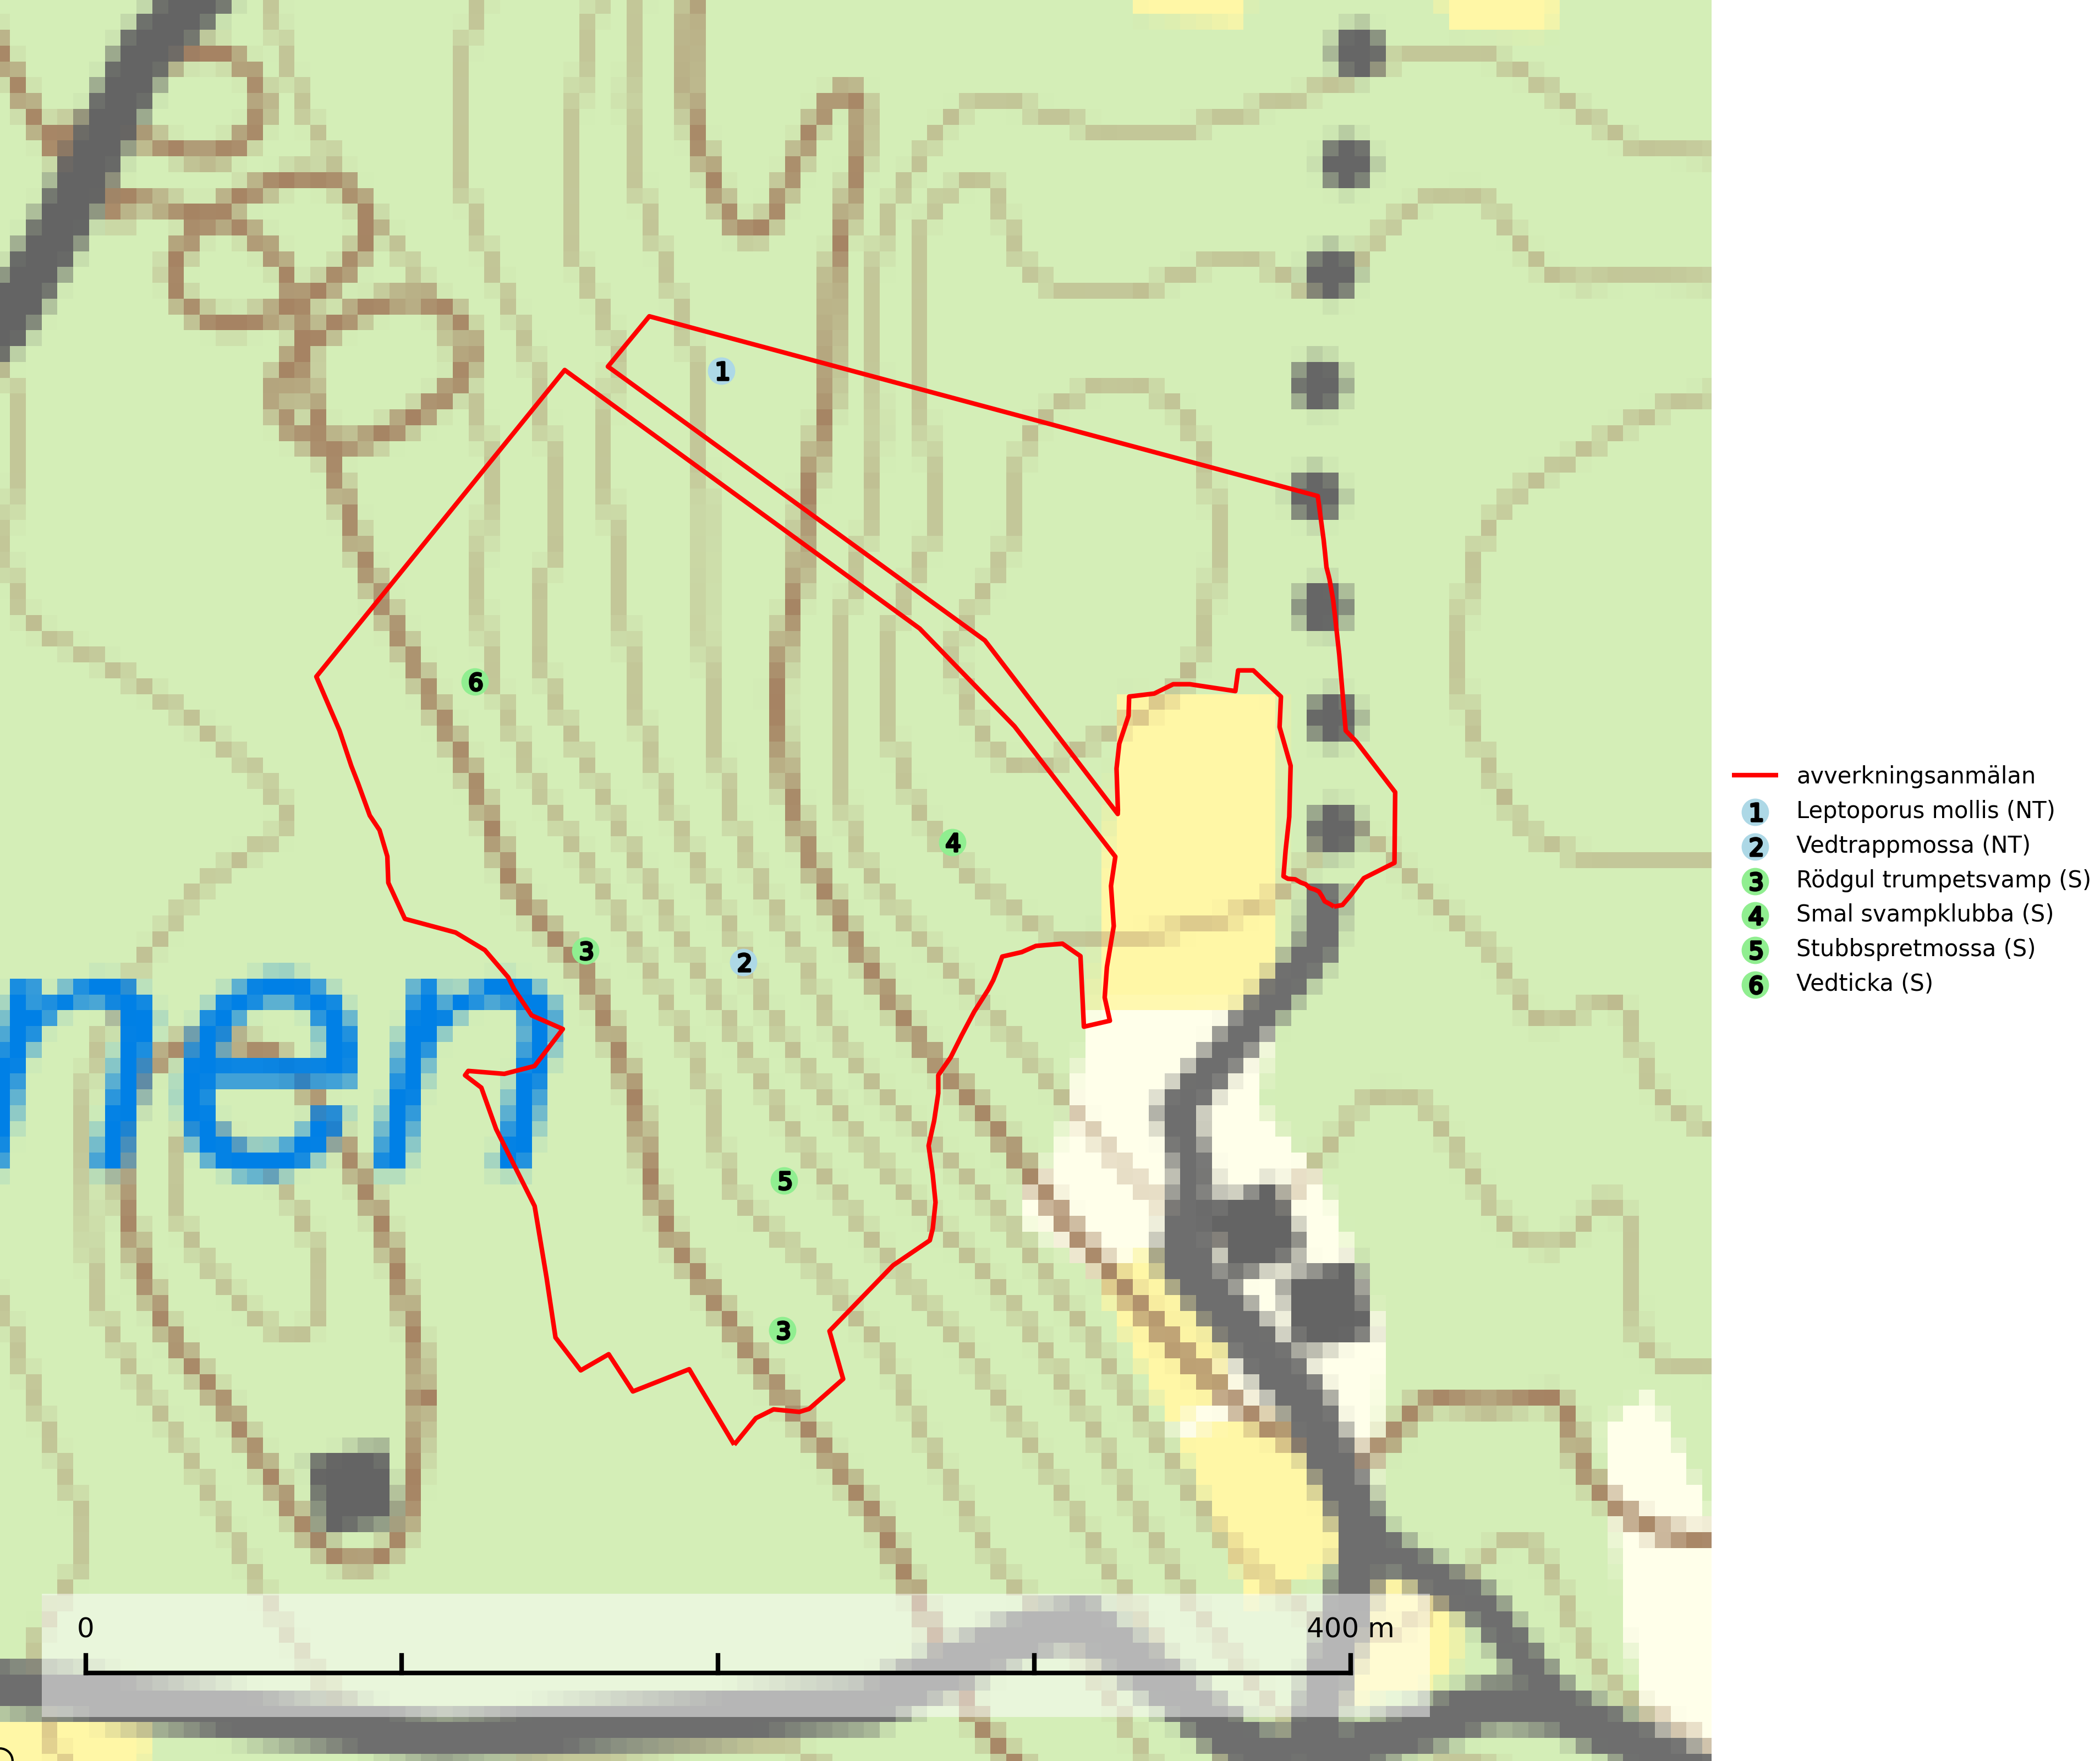 1
6
4
3
2
nen
5
3
0 400 m
avverkningsanmälan
1 Leptoporus mollis (NT)
2 Vedtrappmossa (NT)
3 Rödgul trumpetsvamp (S)
4 Smal svampklubba (S)
5 Stubbspretmossa (S)
6 Vedticka (S)